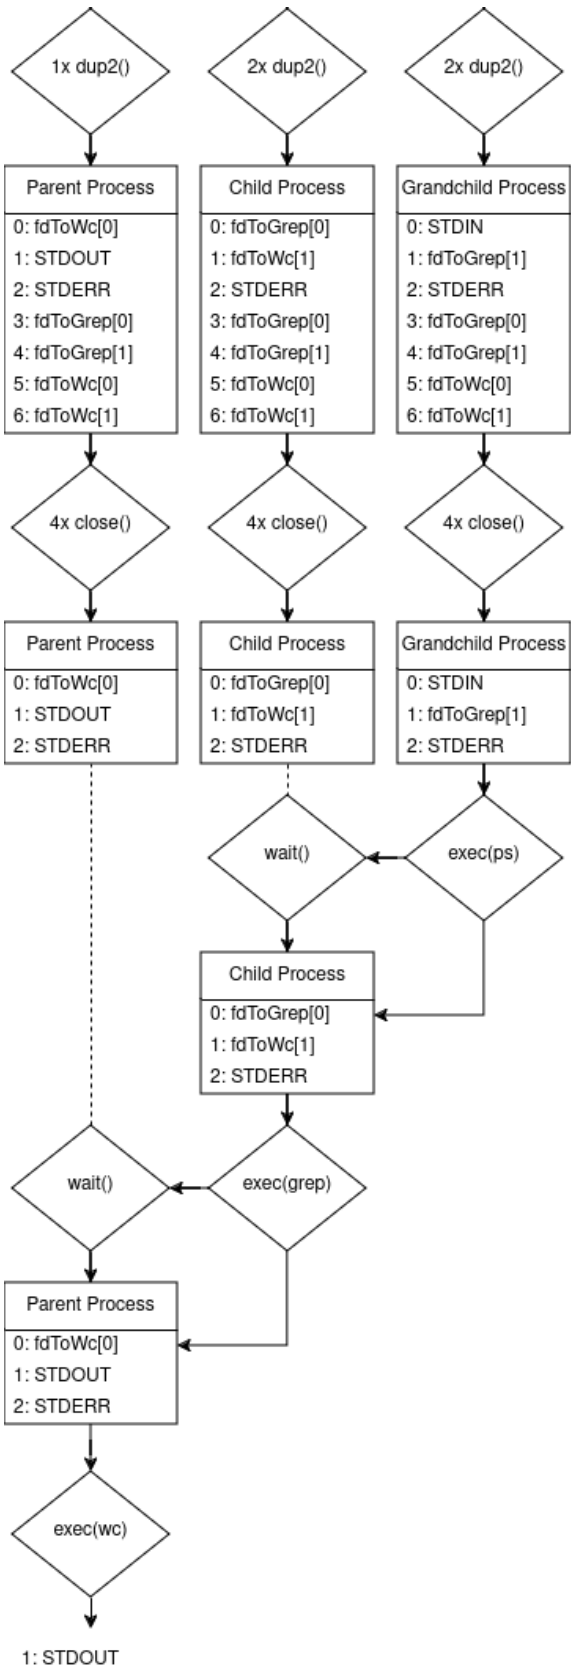 1x dup2()
2x dup2()
2x dup2()
Parent Process
0: fdToWc[0]
1: STDOUT
2: STDERR
3: fdToGrep[0]
4: fdToGrep[1]
5: fdToWc[0]
6: fdToWc[1]
Child Process
0: fdToGrep[0]
1: fdToWc[1]
2: STDERR
3: fdToGrep[0]
4: fdToGrep[1]
5: fdToWc[0]
6: fdToWc[1]
Grandchild Process
0: STDIN
1: fdToGrep[1]
2: STDERR
3: fdToGrep[0]
4: fdToGrep[1]
5: fdToWc[0]
6: fdToWc[1]
4x close()
4x close()
4x close()
Parent Process
0: fdToWc[0]
1: STDOUT
2: STDERR
Child Process
0: fdToGrep[0]
1: fdToWc[1]
2: STDERR
Grandchild Process
0: STDIN
1: fdToGrep[1]
2: STDERR
wait()
exec(ps)
Child Process
0: fdToGrep[0]
1: fdToWc[1]
2: STDERR
wait()
exec(grep)
Parent Process
0: fdToWc[0]
1: STDOUT
2: STDERR
exec(wc)
1: STDOUT